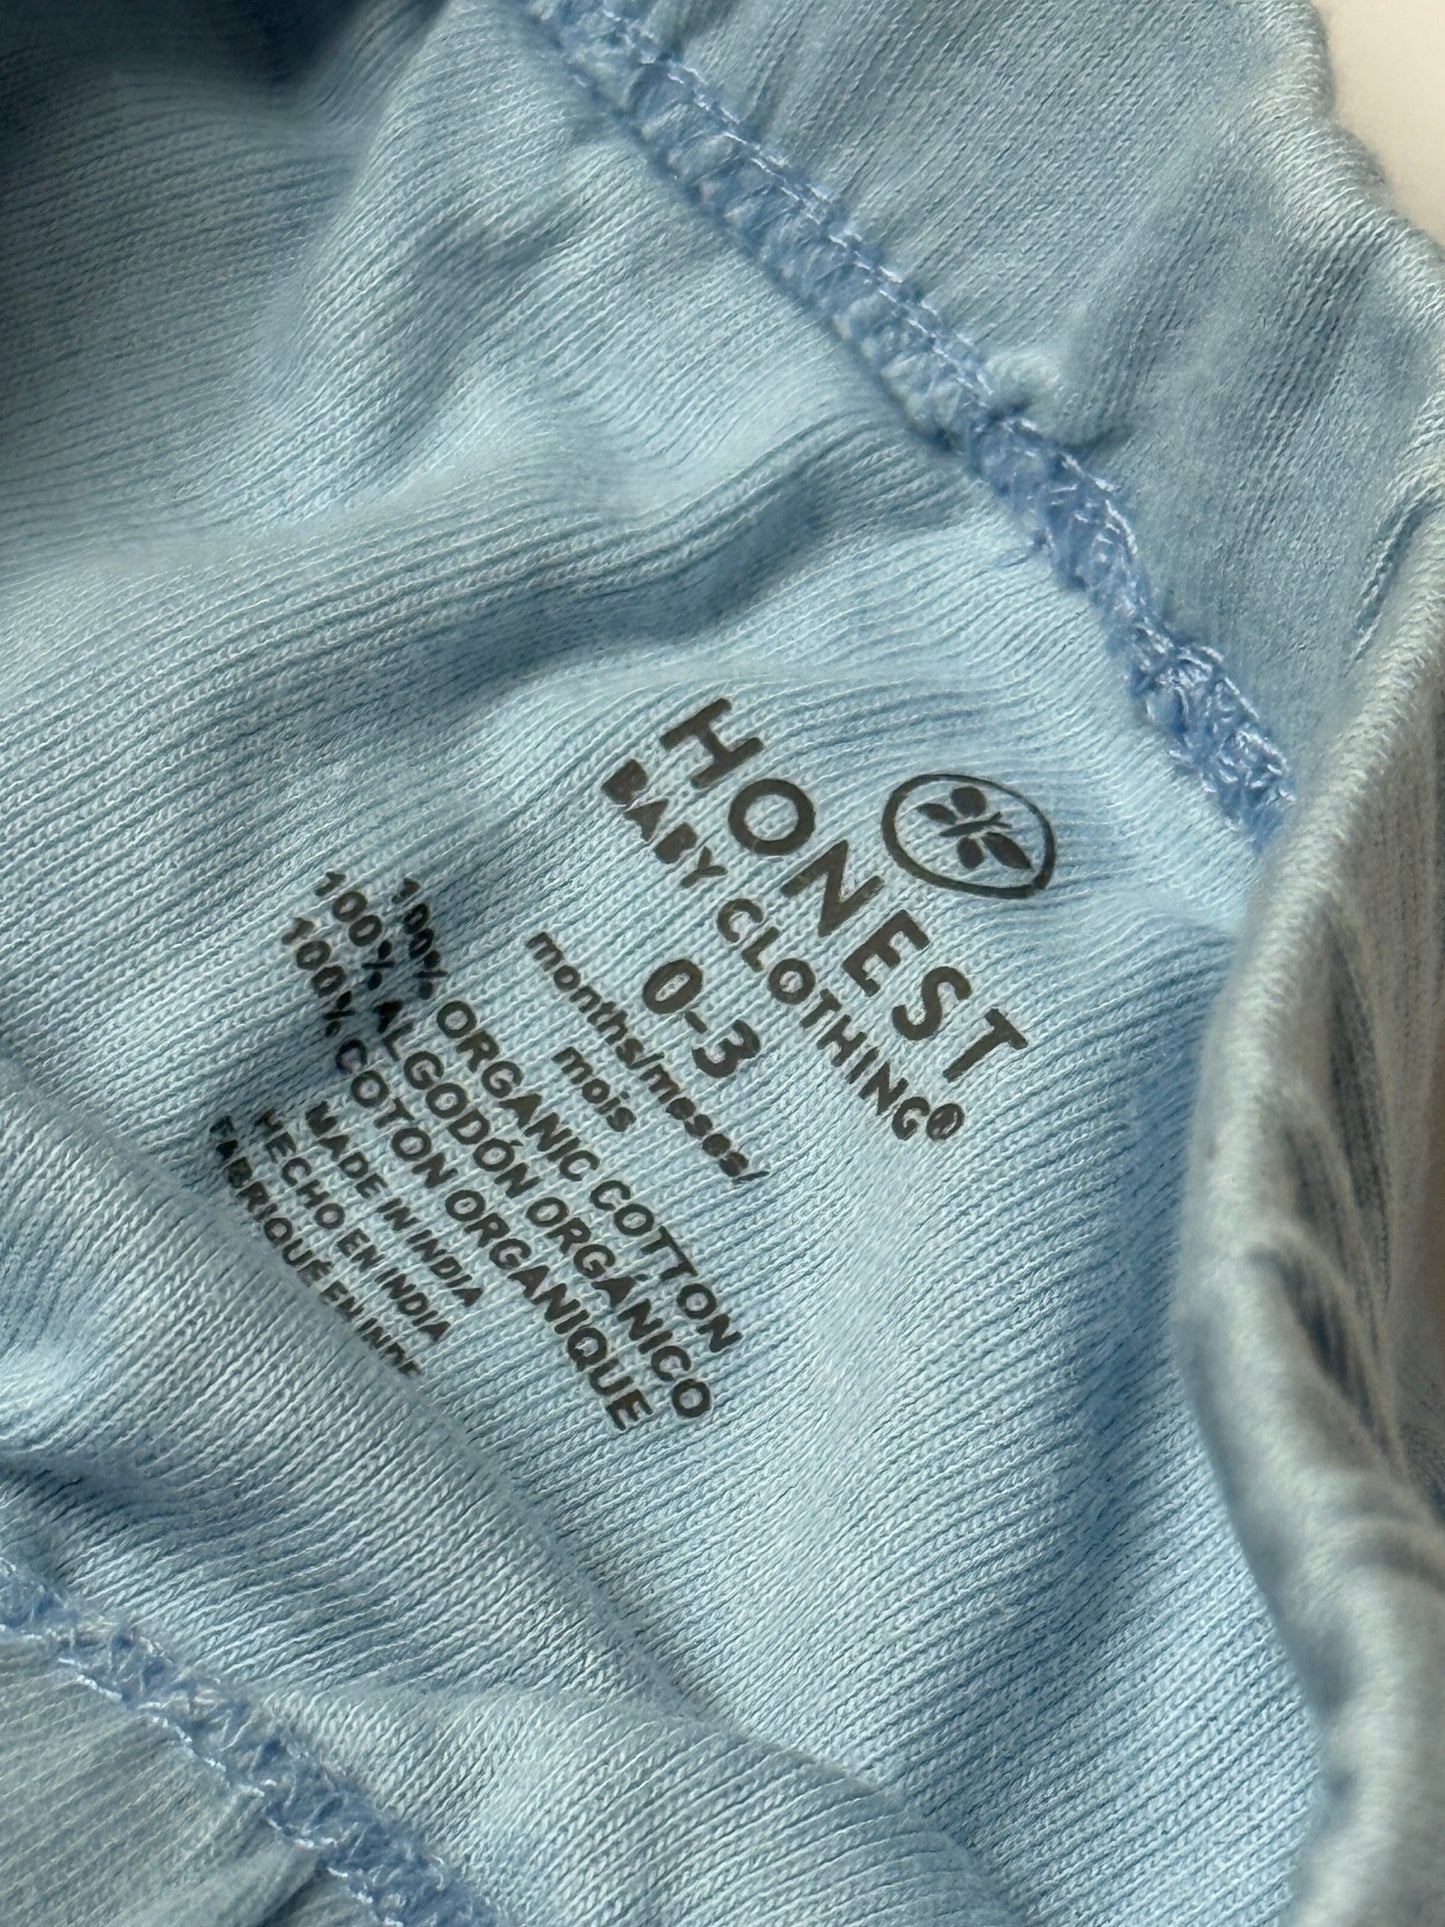 HONEST
BABY CLOTHING®
0-3
months/meses/
mois
100% ORGANIC COTTON
100% ALGODÓN ORGÁNICO
100% COTON ORGANIQUE
MADE IN INDIA
HECHO EN INDIA
FABRIQUÉ EN INDE